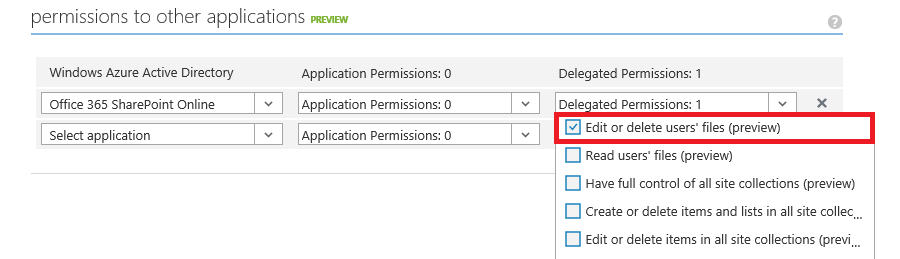 permissions to other applications PREVIEW ?
Windows Azure Active Directory Application Permissions: 0 Delegated Permissions: 1
Office 365 SharePoint Online Application Permissions: 0 Delegated Permissions: 1
Select application Application Permissions: 0
Edit or delete users' files (preview)
Read users' files (preview)
Have full control of all site collections (preview)
Create or delete items and lists in all site collec...
Edit or delete items in all site collections (previ...